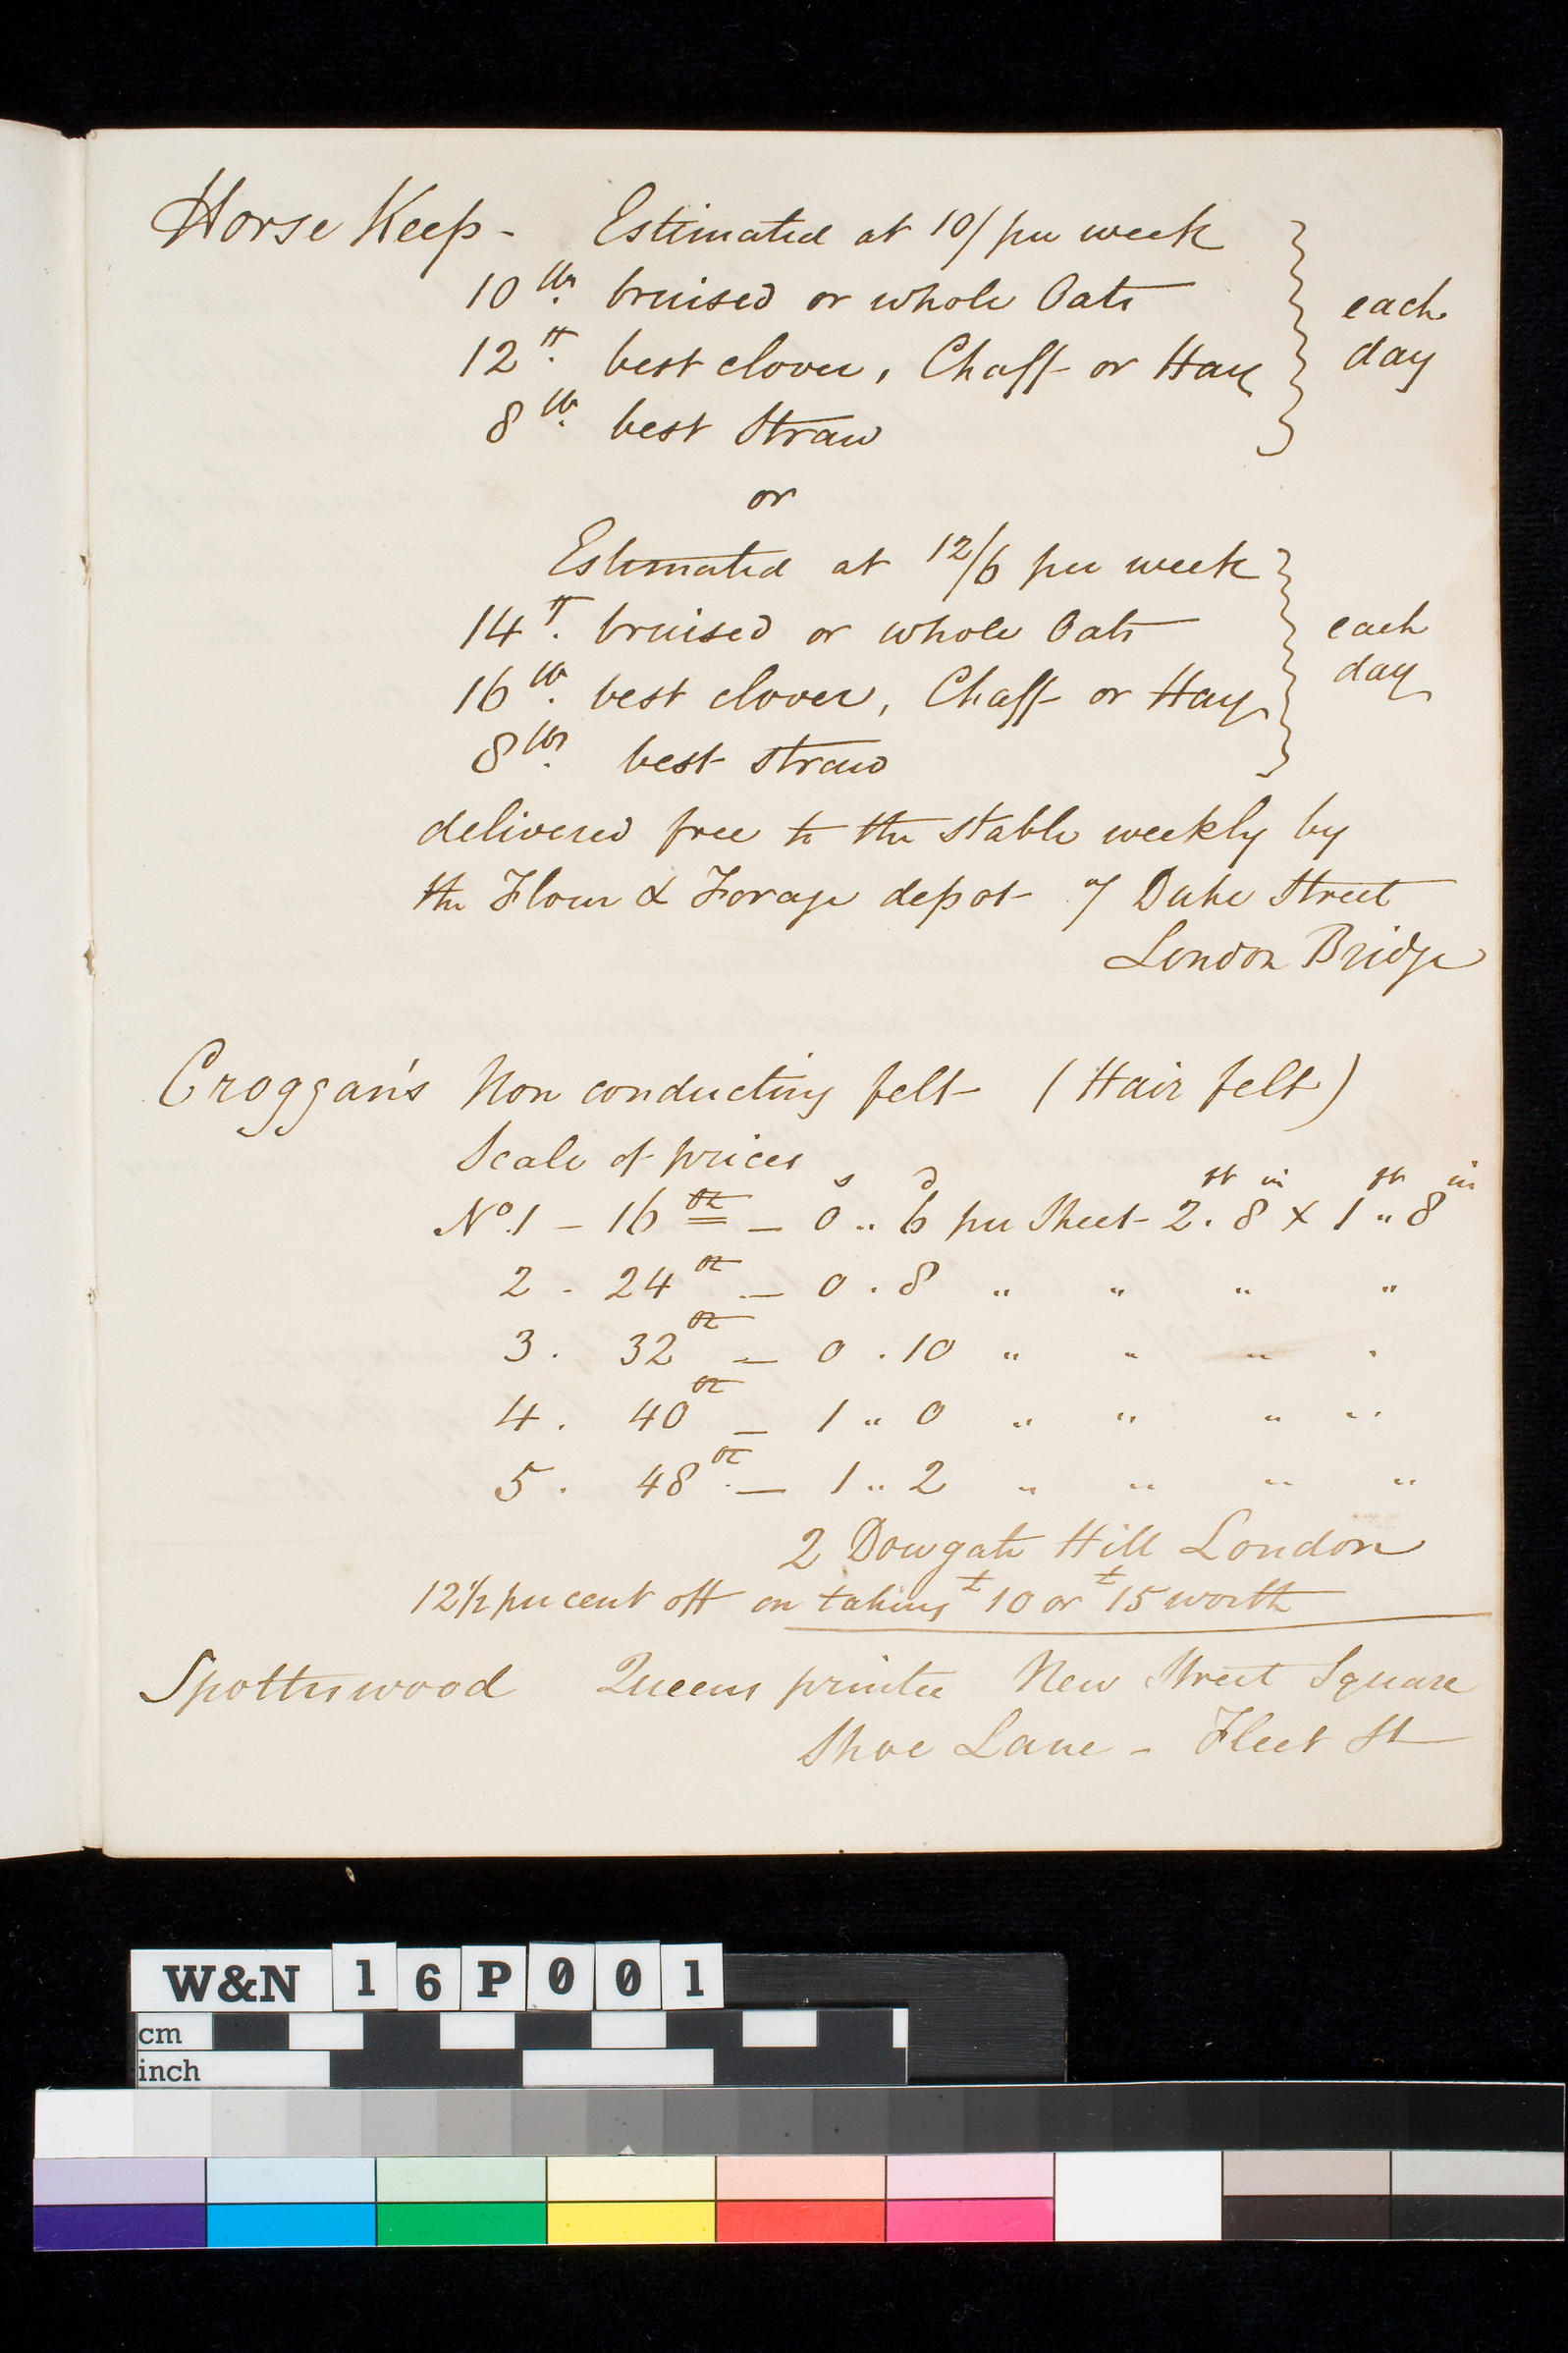 Horse Keep - Estimated at 10/ per week
10 lbs. bruised or whole Oats
each
12 lb. best clover, Chaff or Hay
day
8 lb. best Straw
or
Estimated at 12/6 per week
14 lb. bruised or whole Oats
each
16 lb. best clover, Chaff or Hay
day
8 lbs. best straw
delivered free to the stable weekly by
the Flour & Forage depot of Duke Street
London Bridge
Croggan's Non conducting felt (Hair felt)
Scale of prices
s d ft in ft in
No. 1 - 16 oz - 0 .. 6 per Sheet - 2 . 8 x 1 .. 8
2 - 24 oz - 0 . 8 " " " "
3 . 32 oz - 0 . 10 " " " "
4 . 40 oz - 1 .. 0 " " " "
5 . 48 oz - 1 .. 2 " " " "
2 Dowgate Hill London
12 1/2 per cent off on taking £10 or £15 worth
Spottiswood Queens printer New Street Square
Shoe Lane - Fleet St
W&N 16P001
cm
inch